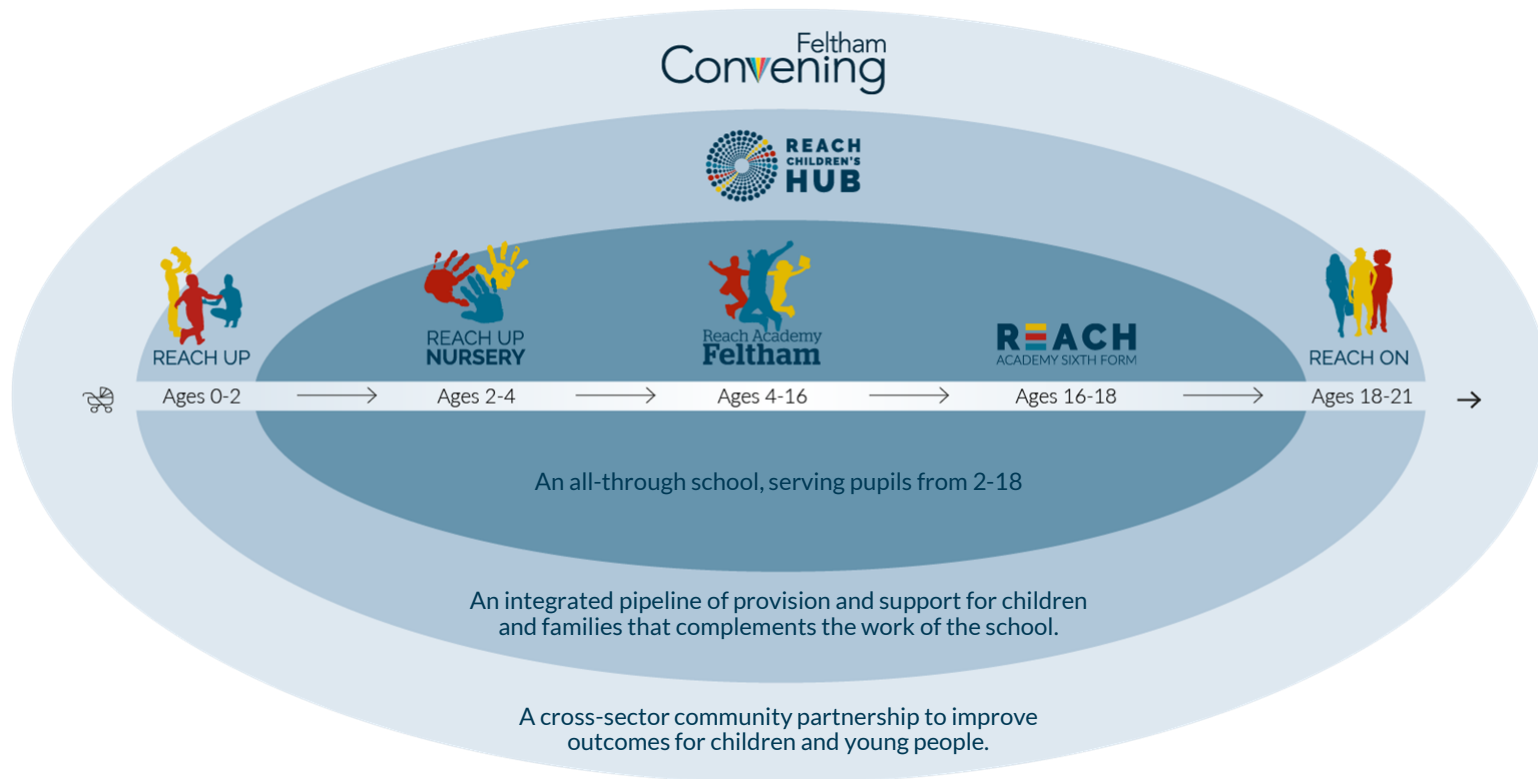 Feltham
Convening
REACH
CHILDREN'S
HUB
REACH UP
REACH UP
NURSERY
Reach Academy
Feltham
REACH
ACADEMY SIXTH FORM
REACH ON
Ages 0-2
Ages 2-4
Ages 4-16
Ages 16-18
Ages 18-21
An all-through school, serving pupils from 2-18
An integrated pipeline of provision and support for children
and families that complements the work of the school.
A cross-sector community partnership to improve
outcomes for children and young people.